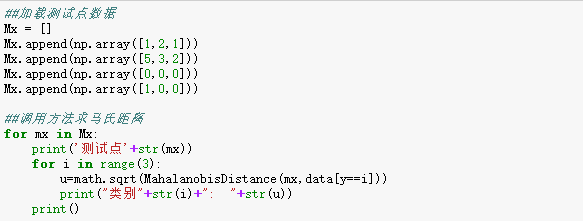 ##加载测试点数据
Mx = []
Mx.append(np.array([1,2,1]))
Mx.append(np.array([5,3,2]))
Mx.append(np.array([0,0,0]))
Mx.append(np.array([1,0,0]))
##调用方法求马氏距离
for mx in Mx:
    print('测试点'+str(mx))
    for i in range(3):
        u=math.sqrt(MahalanobisDistance(mx,data[y==i]))
        print("类别"+str(i)+":  "+str(u))
    print()